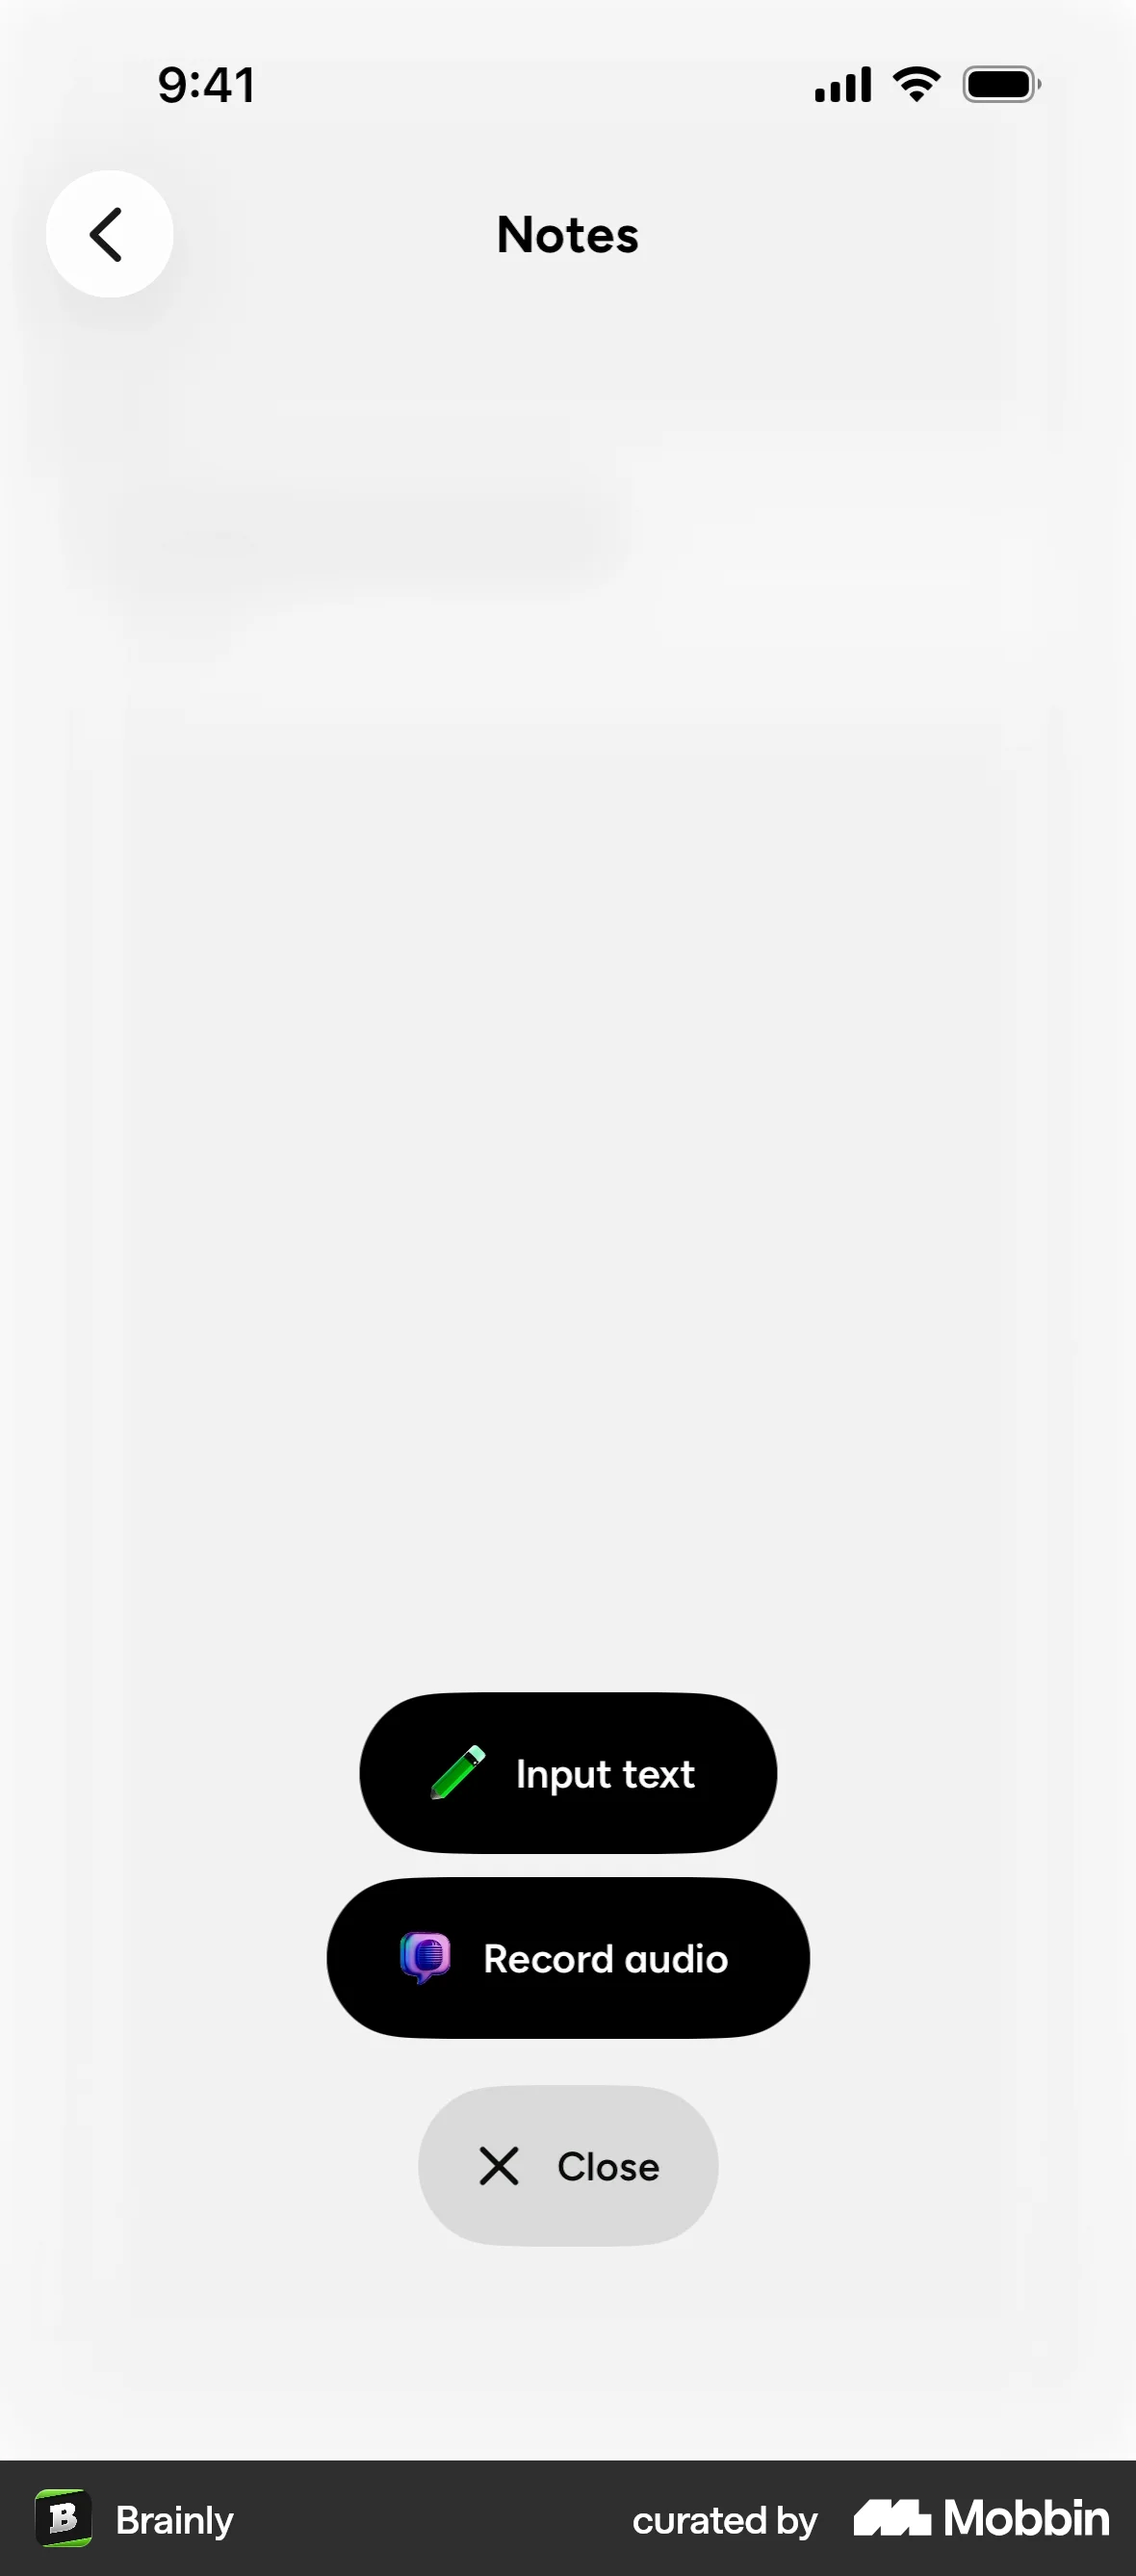 9:41
Notes
Input text
Record audio
Close
B Brainly
curated by Mobbin